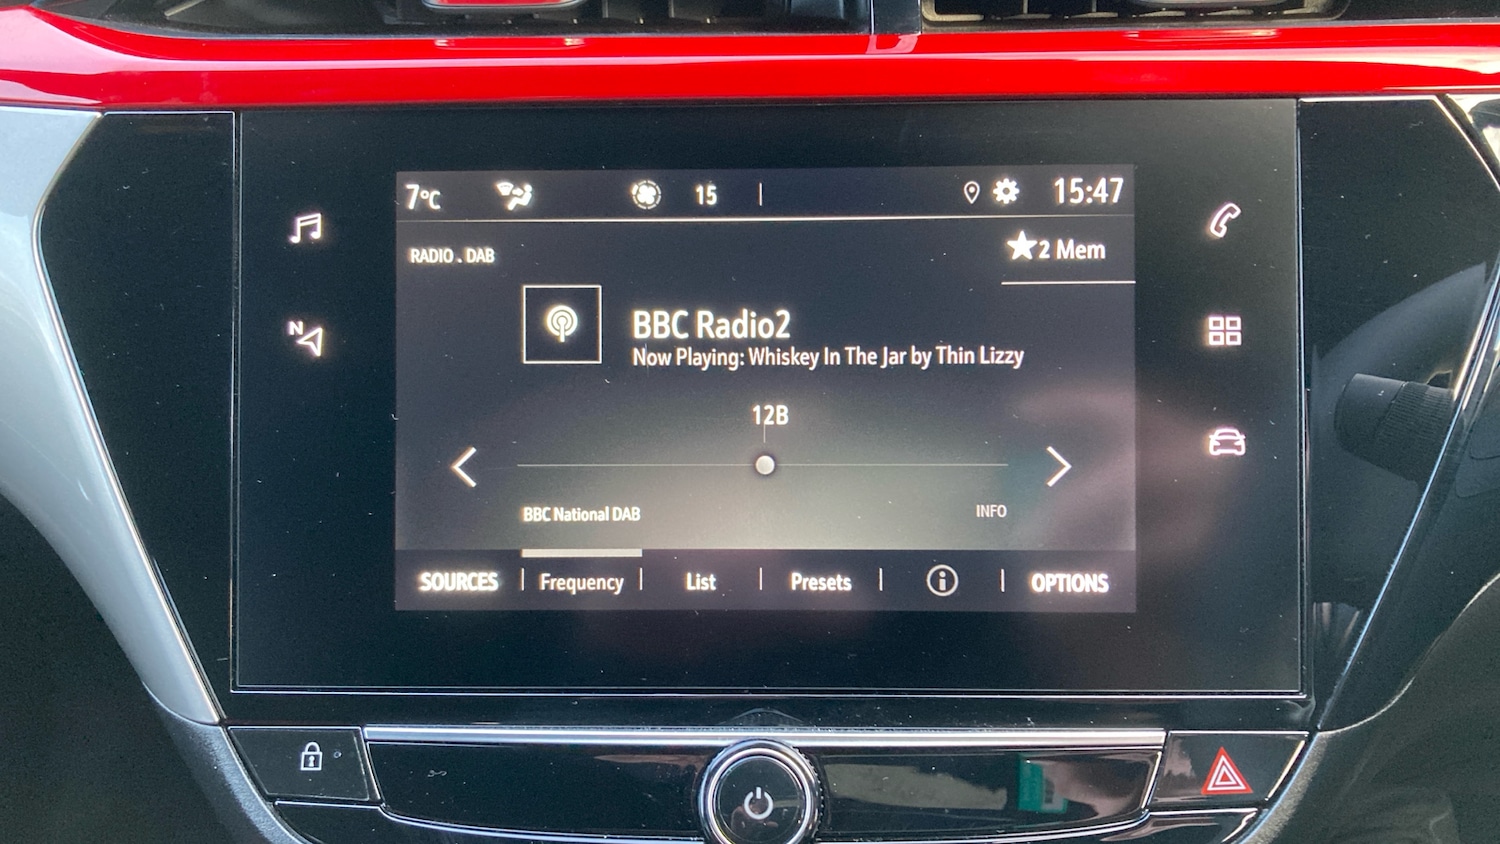 7°C 15 15:47
RADIO . DAB
2 Mem
BBC Radio2
Now Playing: Whiskey In The Jar by Thin Lizzy
12B
BBC National DAB
INFO
SOURCES Frequency List Presets i OPTIONS
N